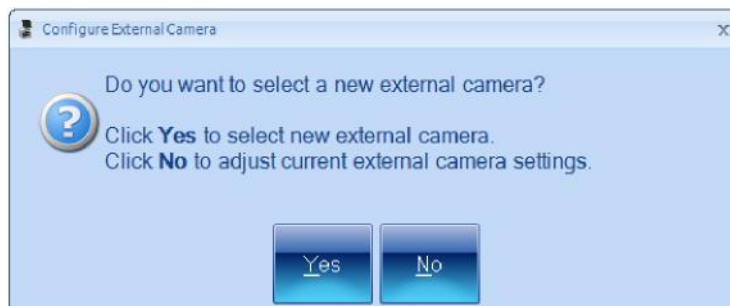 Configure External Camera
x
Do you want to select a new external camera?
Click Yes to select new external camera.
Click No to adjust current external camera settings.
Yes
No